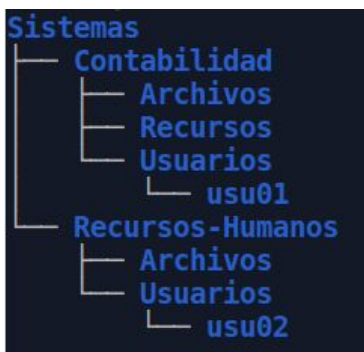 Sistemas
Contabilidad
Archivos
Recursos
Usuarios
usu01
Recursos-Humanos
Archivos
Usuarios
usu02